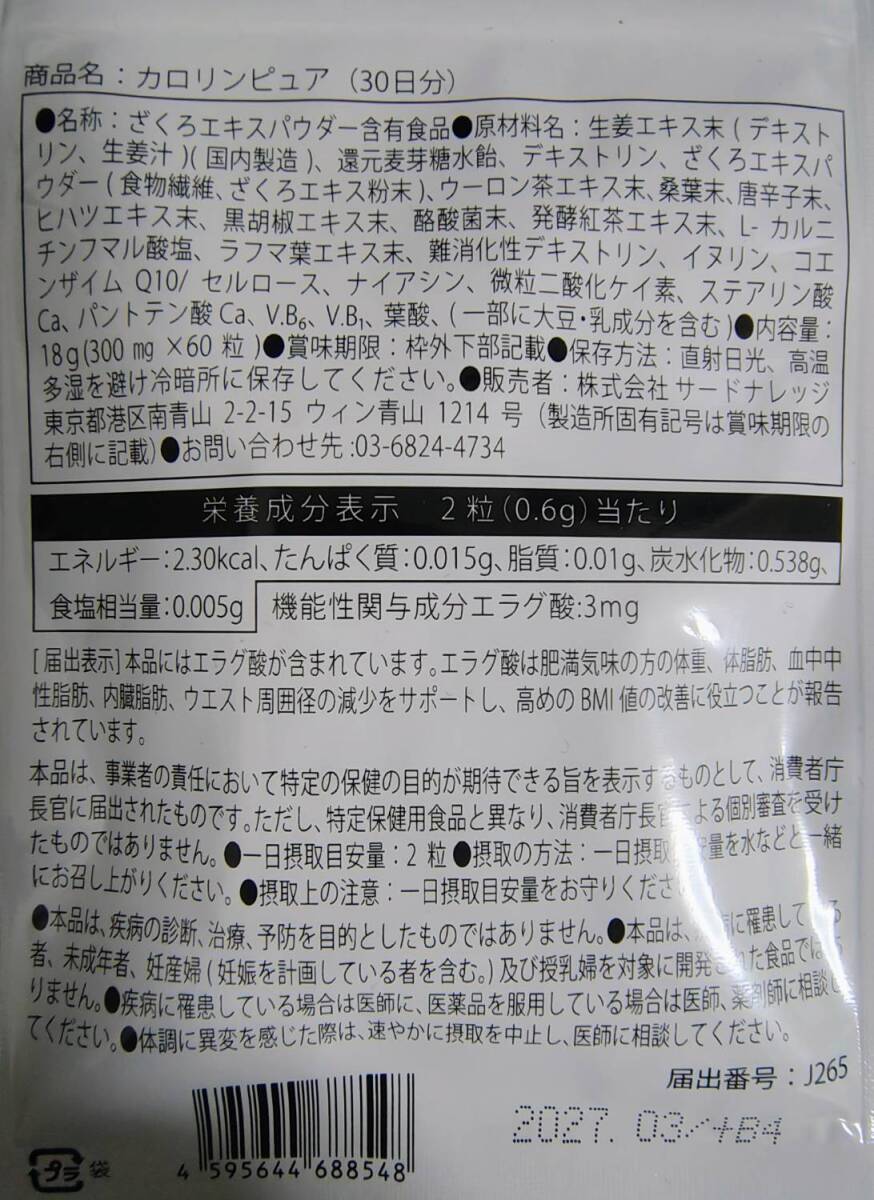 商品名：カロリンピュア（30日分）
●名称：ざくろエキスパウダー含有食品●原材料名：生姜エキス末（デキスト
リン、生姜汁）（国内製造）、還元麦芽糖水飴、デキストリン、ざくろエキスパ
ウダー（食物繊維、ざくろエキス粉末）、ウーロン茶エキス末、桑葉末、唐辛子末、
ヒハツエキス末、黒胡椒エキス末、酪酸菌末、発酵紅茶エキス末、L-カルニ
チンフマル酸塩、ラフマ葉エキス末、難消化性デキストリン、イヌリン、コエ
ンザイムQ10/ セルロース、ナイアシン、微粒二酸化ケイ素、ステアリン酸
Ca、パントテン酸Ca、V.B₆、V.B₁、葉酸、（一部に大豆・乳成分を含む）●内容量：
18g(300㎎×60粒)●賞味期限：枠外下部記載●保存方法：直射日光、高温
多湿を避け冷暗所に保存してください。●販売者：株式会社サードナレッジ
東京都港区南青山2-2-15 ウィン青山1214号（製造所固有記号は賞味期限の
右側に記載）●お問い合わせ先:03-6824-4734
栄養成分表示 2粒（0.6g）当たり
エネルギー：2.30kcal、たんぱく質：0.015g、脂質：0.01g、炭水化物：0.538g、
食塩相当量：0.005g 機能性関与成分エラグ酸：3mg
［届出表示］本品にはエラグ酸が含まれています。エラグ酸は肥満気味の方の体重、体脂肪、血中中
性脂肪、内臓脂肪、ウエスト周囲径の減少をサポートし、高めのBMI値の改善に役立つことが報告
されています。
本品は、事業者の責任において特定の保健の目的が期待できる旨を表示するものとして、消費者庁
長官に届出されたものです。ただし、特定保健用食品と異なり、消費者庁長官による個別審査を受け
たものではありません。●一日摂取目安量：2粒●摂取の方法：一日摂取 安量を水などと一緒
にお召し上がりください。●摂取上の注意：一日摂取目安量をお守りくださ
●本品は、疾病の診断、治療、予防を目的としたものではありません。●本品は、 病に罹患している
者、未成年者、妊産婦（妊娠を計画している者を含む。）及び授乳婦を対象に開発された食品ではあ
りません。●疾病に罹患している場合は医師に、医薬品を服用している場合は医師、薬剤師に相談し
てください。●体調に異変を感じた際は、速やかに摂取を中止し、医師に相談してください。
届出番号：J265
2027. 03/+B4
プラ 袋
4 595644 688548